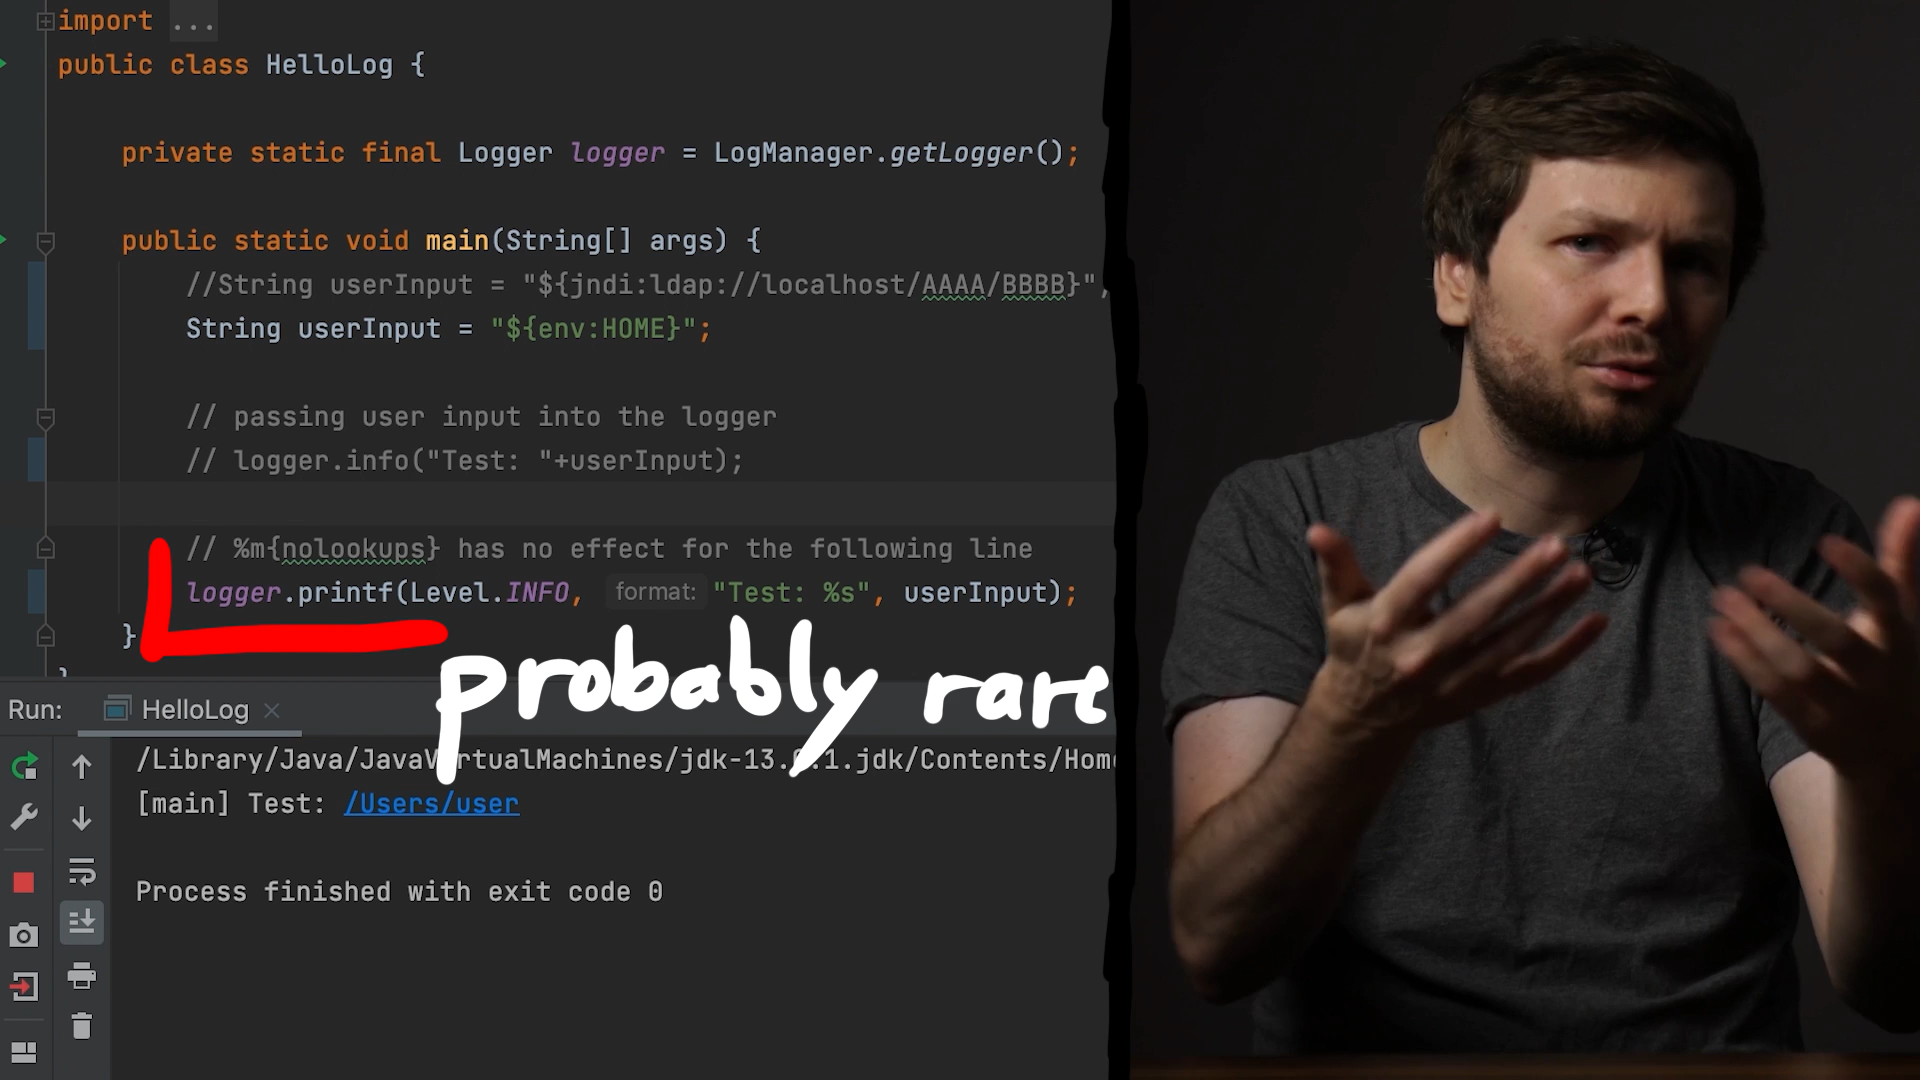 import ...
public class HelloLog {
private static final Logger logger = LogManager.getLogger();
public static void main(String[] args) {
//String userInput = "${jndi:ldap://localhost/AAAA/BBBB}",
String userInput = "${env:HOME}";
// passing user input into the logger
// logger.info("Test: "+userInput);
// %m{nolookups} has no effect for the following line
logger.printf(Level.INFO, format: "Test: %s", userInput);
}
}
probably rare
Run: HelloLog
/Library/Java/JavaVirtualMachines/jdk-13.0.1.jdk/Contents/Home
[main] Test: /Users/user
Process finished with exit code 0